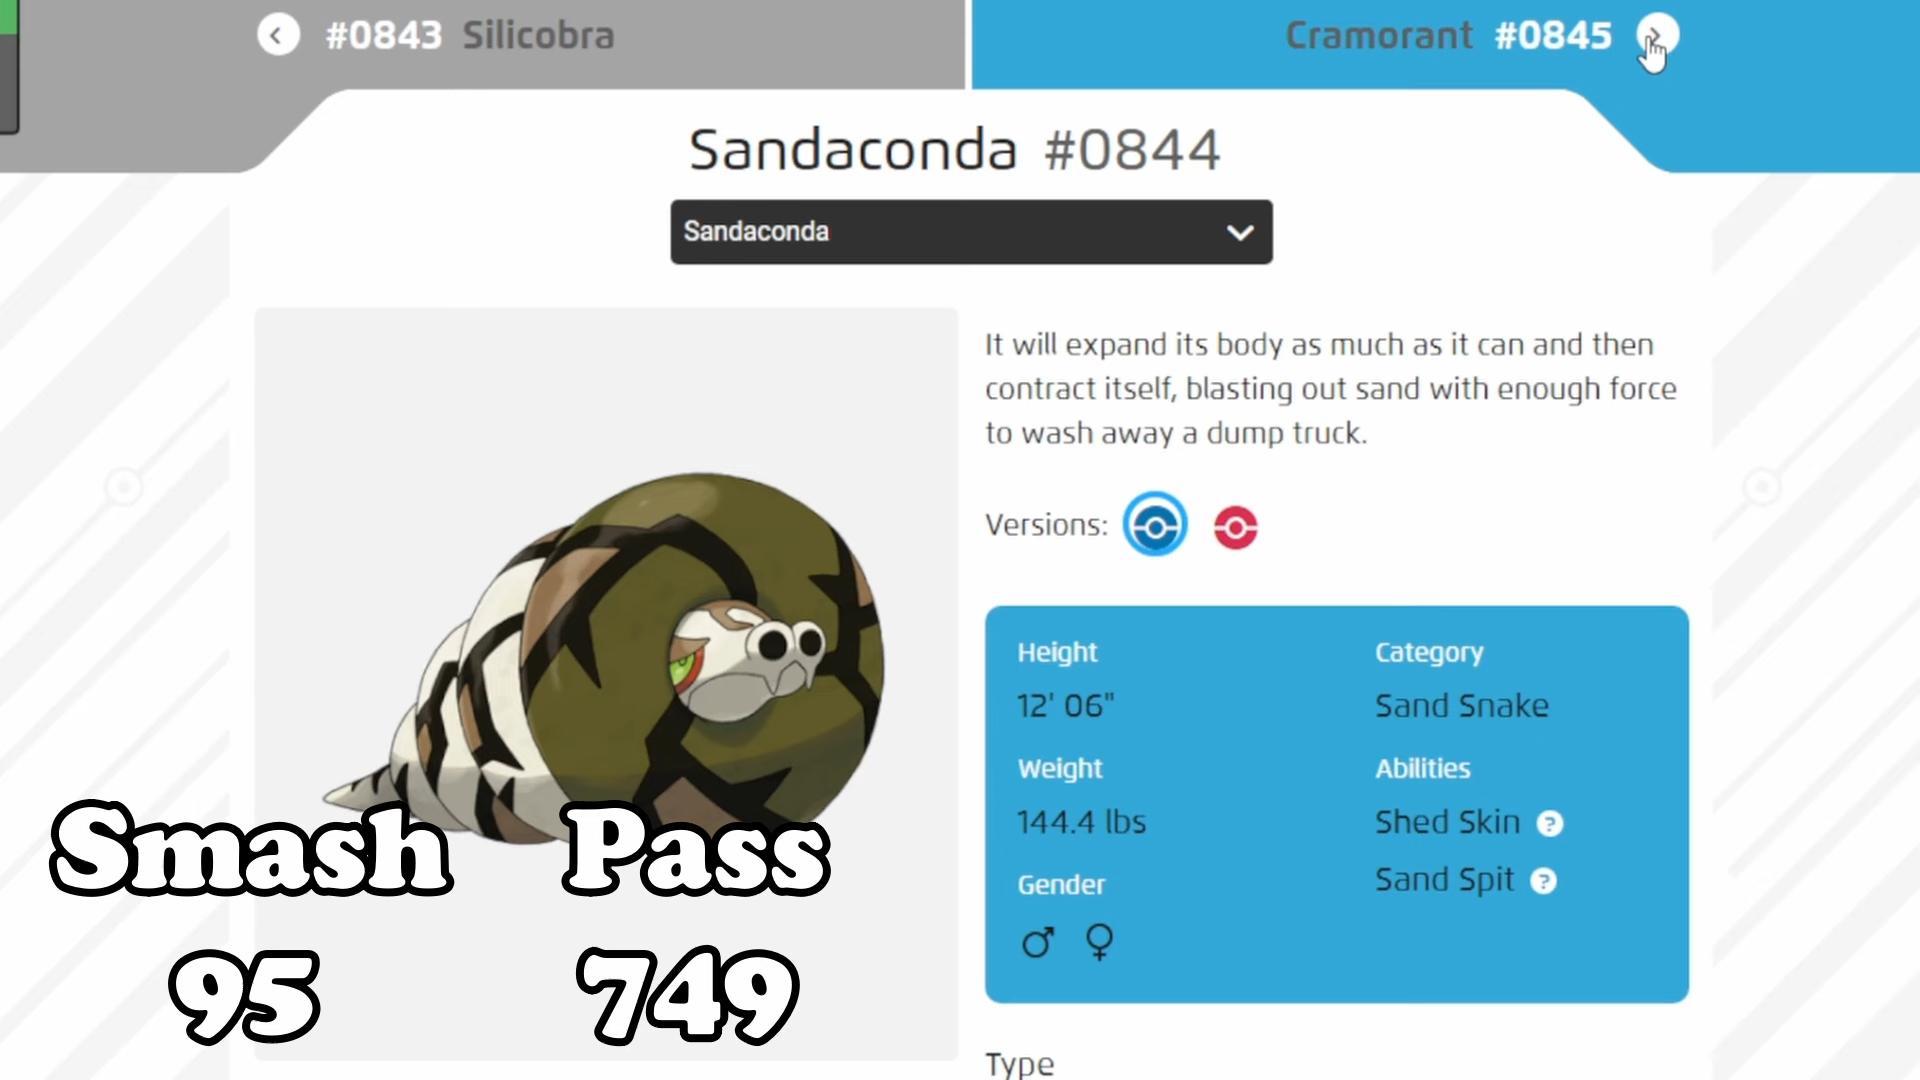 #0843 Silicobra
Cramorant #0845
Sandaconda #0844
Sandaconda
It will expand its body as much as it can and then
contract itself, blasting out sand with enough force
to wash away a dump truck.
Versions:
Height
12' 06"
Weight
144.4 lbs
Gender
Category
Sand Snake
Abilities
Shed Skin ?
Sand Spit ?
Type
Smash Pass
95 749